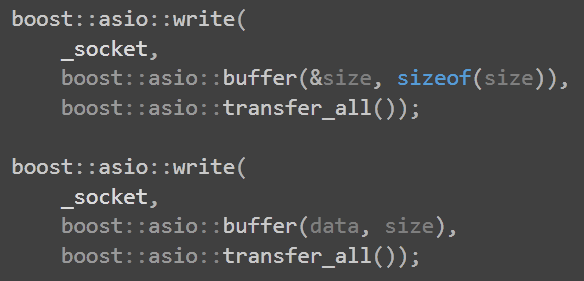 boost::asio::write(
    _socket,
    boost::asio::buffer(&size, sizeof(size)),
    boost::asio::transfer_all());

boost::asio::write(
    _socket,
    boost::asio::buffer(data, size),
    boost::asio::transfer_all());